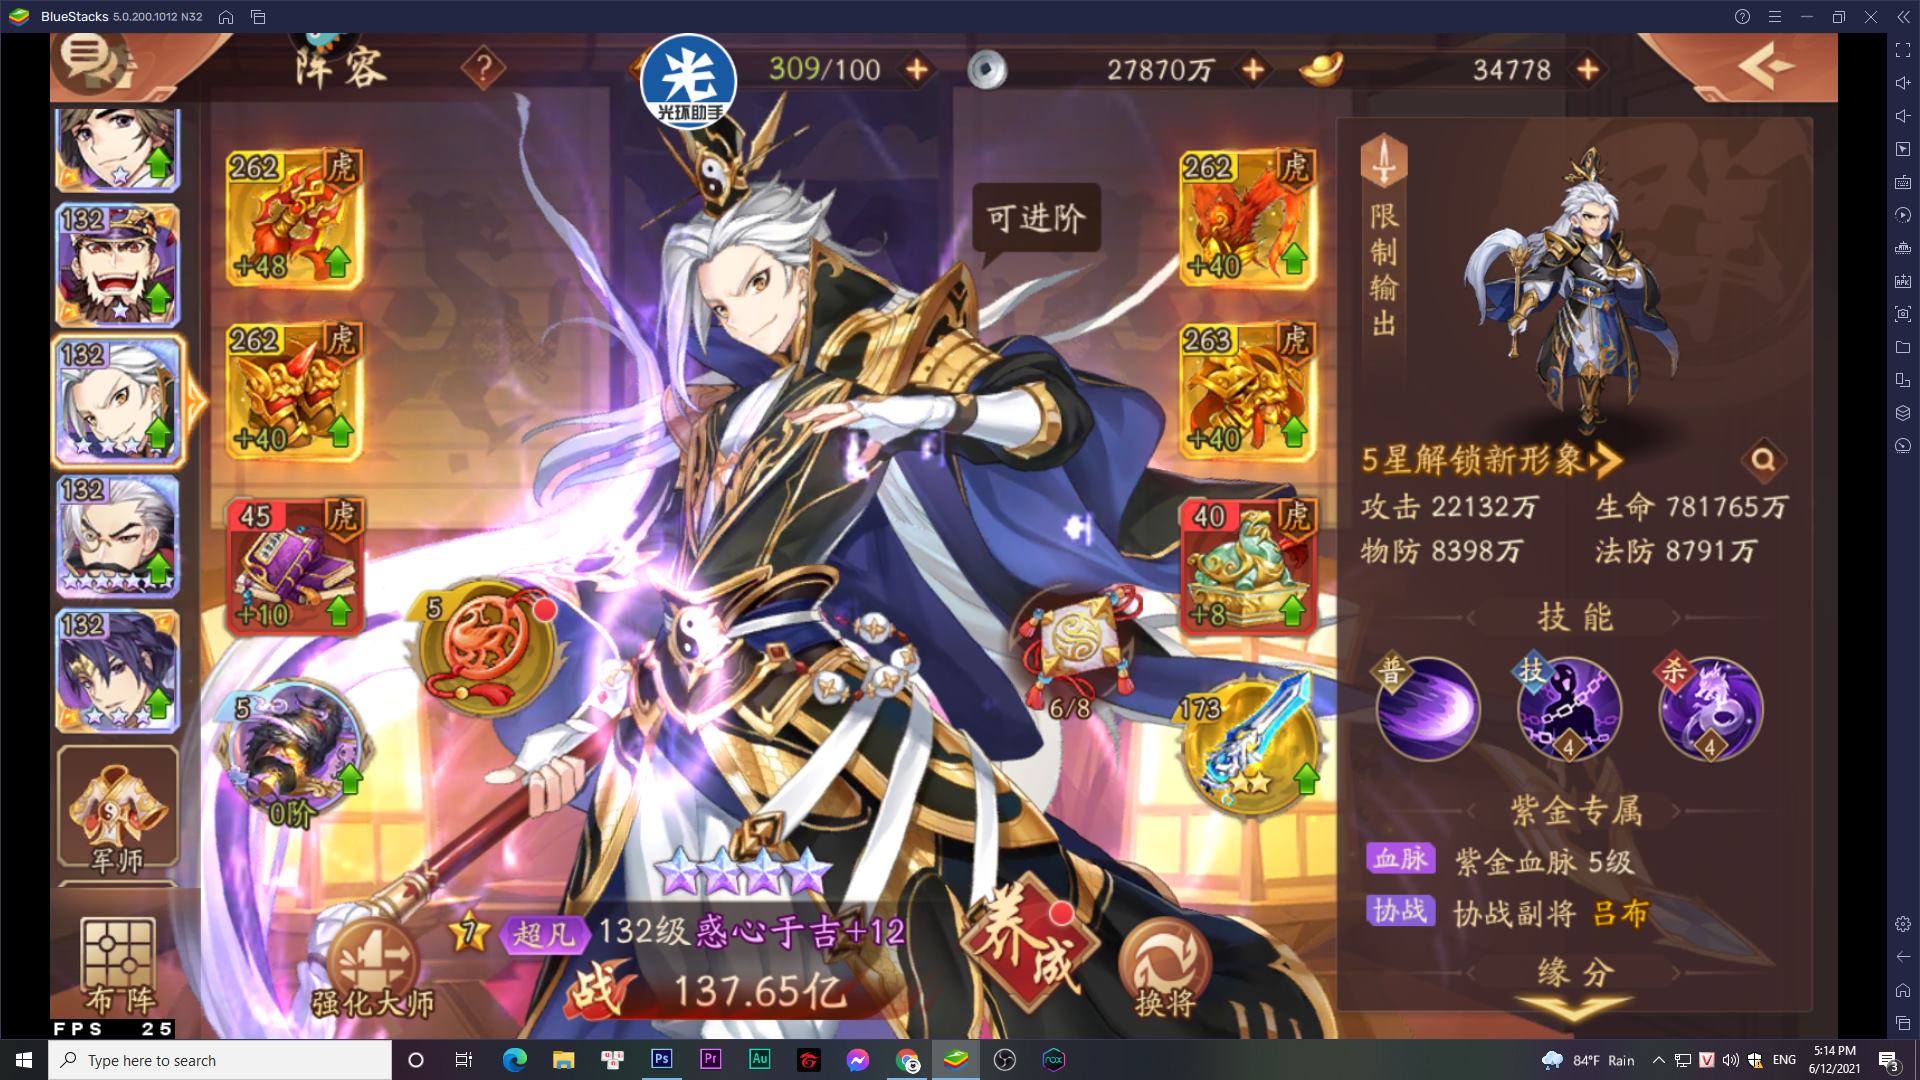 BlueStacks 5.0.200.1012 N32
阵容
?
309/100
27870万
34778
光
光环助手
132
132
132
132
军师
布阵
FPS 25
262 虎
+48
262 虎
+40
45 虎
+10
5
5
0阶
可进阶
262 虎
+40
263 虎
+40
40 虎
+8
6/8
173
7 超凡 132级 惑心于吉+12
战 137.65亿
强化大师
养成
换将
限制输出
5星解锁新形象
攻击 22132万 生命 781765万
物防 8398万 法防 8791万
技能
普 技 杀
4 4
紫金专属
血脉 紫金血脉 5级
协战 协战副将 吕布
缘分
Type here to search
Ps Pr Au
84°F Rain
ENG
5:14 PM
6/12/2021
3